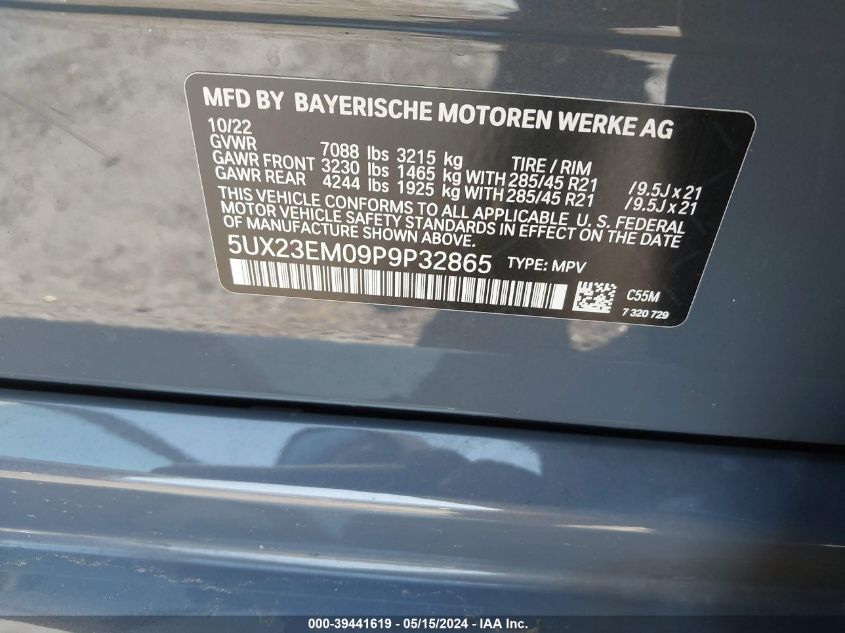 MFD BY BAYERISCHE MOTOREN WERKE AG
10/22
GVWR 7088 lbs 3215 kg TIRE / RIM
GAWR FRONT 3230 lbs 1465 kg WITH 285/45 R21 /9.5J x 21
GAWR REAR 4244 lbs 1925 kg WITH 285/45 R21 /9.5J x 21
THIS VEHICLE CONFORMS TO ALL APPLICABLE U. S. FEDERAL
MOTOR VEHICLE SAFETY STANDARDS IN EFFECT ON THE DATE
OF MANUFACTURE SHOWN ABOVE.
5UX23EM09P9P32865 TYPE: MPV
C55M
7 320 729
000-39441619 - 05/15/2024 - IAA Inc.